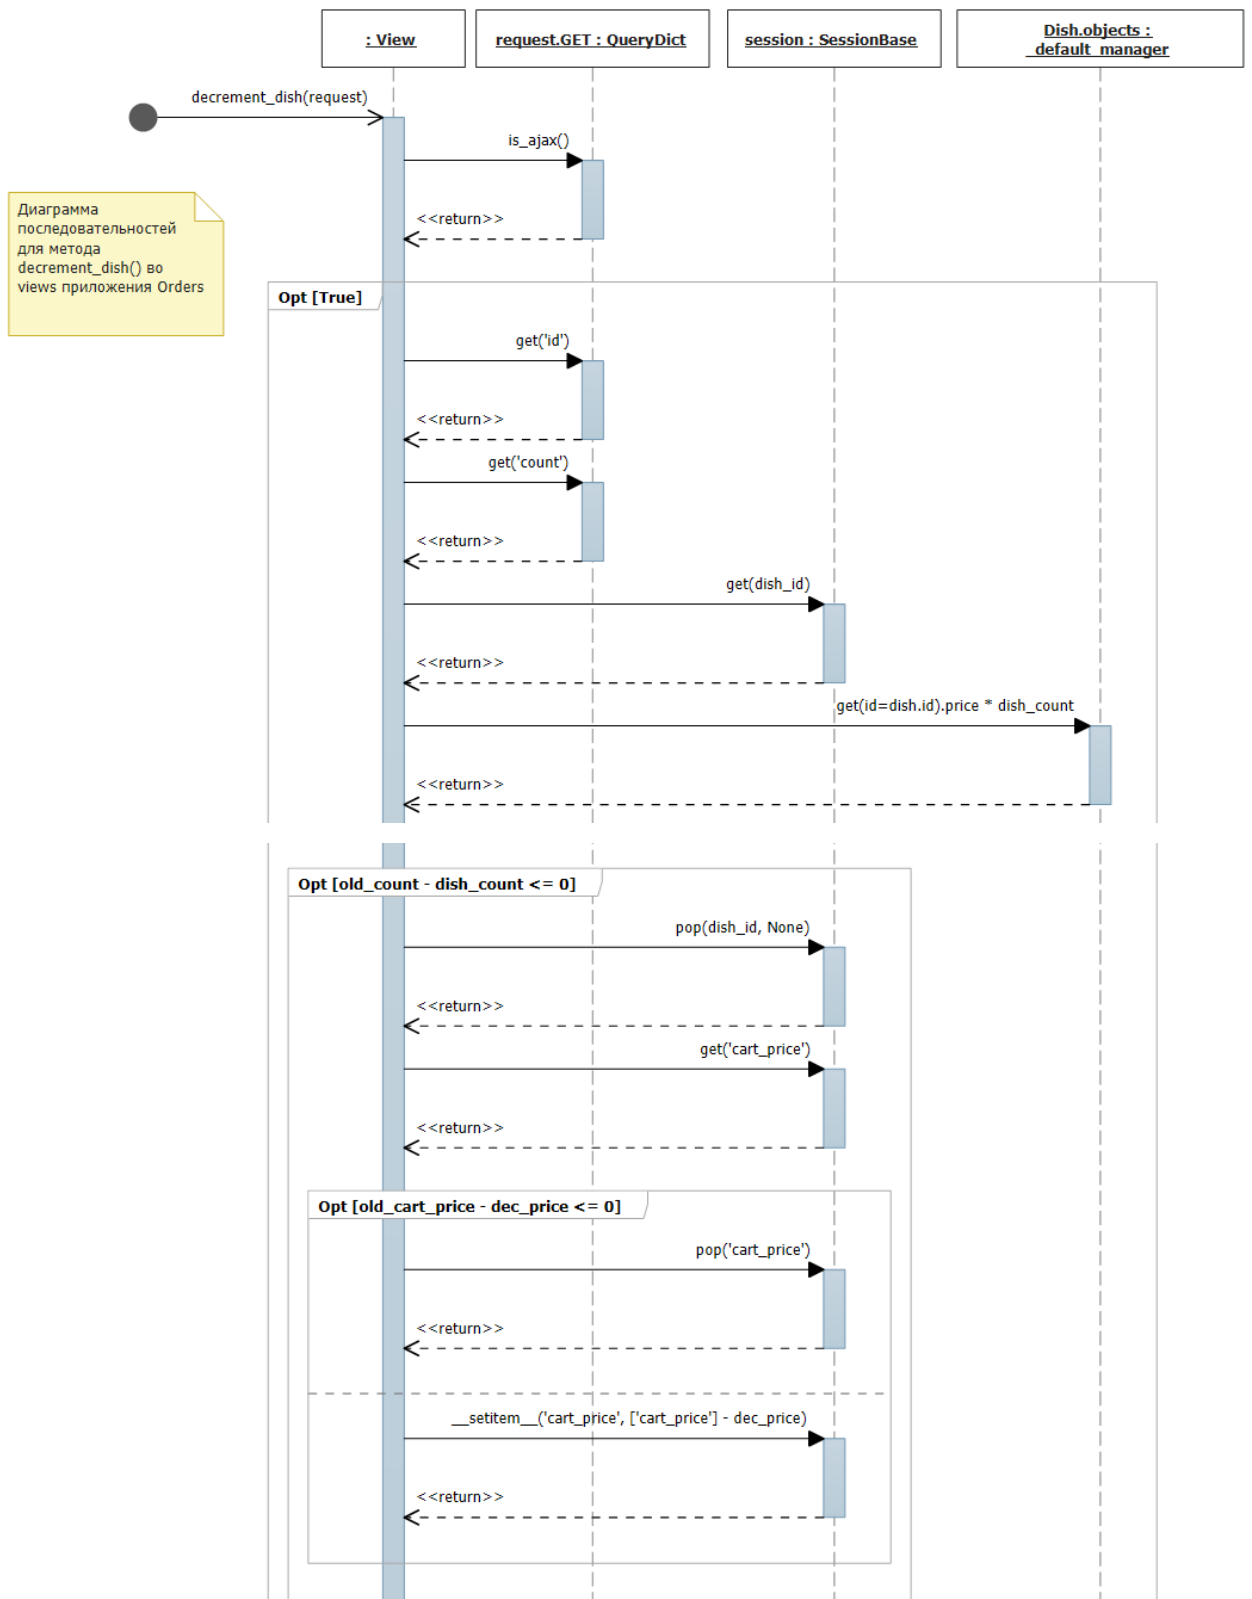 : View
request.GET : QueryDict
session : SessionBase
Dish.objects :
_default_manager
decrement_dish(request)
is_ajax()
<<return>>
Диаграмма
последовательностей
для метода
decrement_dish() во
views приложения Orders
Opt [True]
get('id')
<<return>>
get('count')
<<return>>
get(dish_id)
<<return>>
get(id=dish.id).price * dish_count
<<return>>
Opt [old_count - dish_count <= 0]
pop(dish_id, None)
<<return>>
get('cart_price')
<<return>>
Opt [old_cart_price - dec_price <= 0]
pop('cart_price')
<<return>>
__setitem__('cart_price', ['cart_price'] - dec_price)
<<return>>